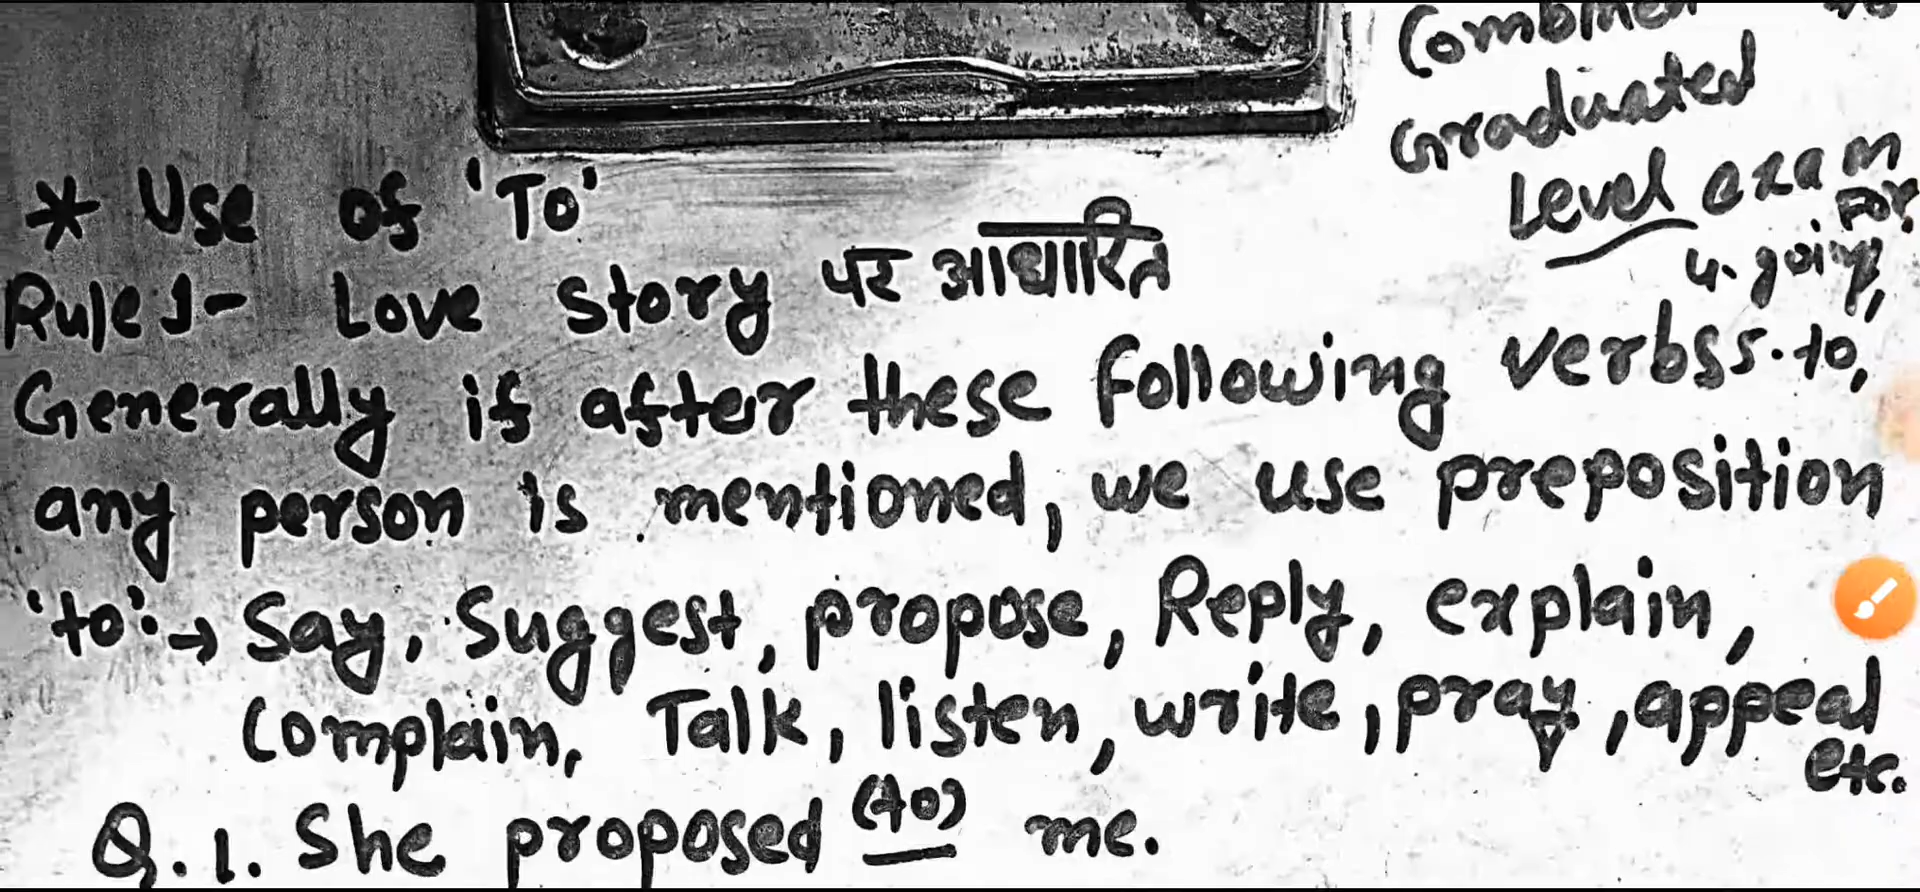 Combined
Graduated
Level exam
For
u. going,
* Use of 'To'
Rule 1- Love story पर आधारित
Generally if after these following verbs s. to,
any person is mentioned, we use preposition
'to' :→ Say, Suggest, propose, Reply, explain,
Complain, Talk, listen, write, pray, appeal
etc.
Q.1. She proposed (to) me.